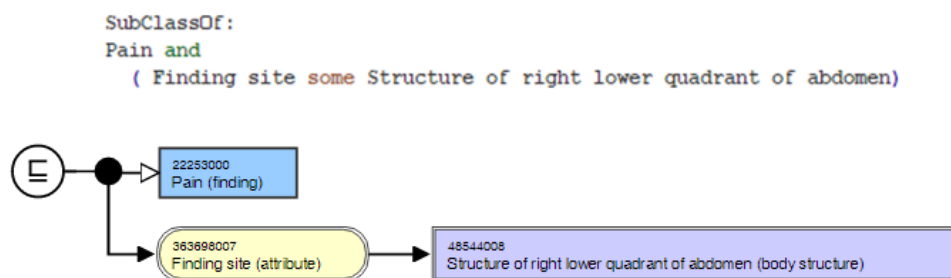 SubClassOf:
Pain and
( Finding site some Structure of right lower quadrant of abdomen)
⊑
22253000
Pain (finding)
363698007
Finding site (attribute)
48544008
Structure of right lower quadrant of abdomen (body structure)